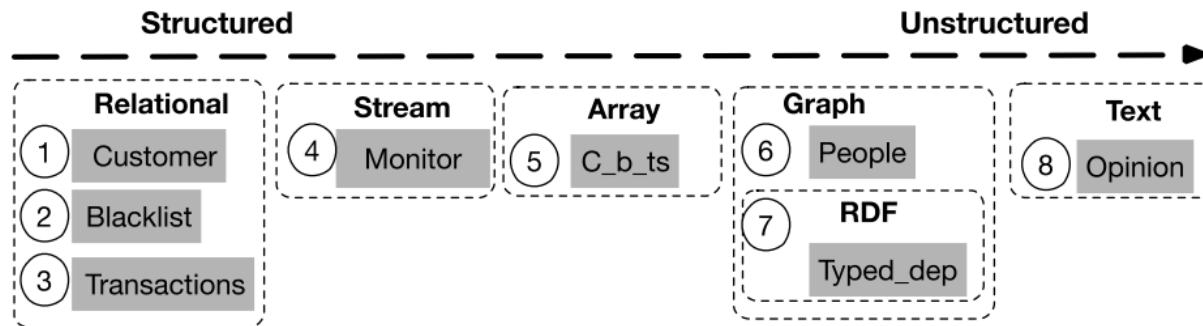 Structured
Unstructured
Relational
1 Customer
2 Blacklist
3 Transactions
Stream
4 Monitor
Array
5 C_b_ts
Graph
6 People
7 RDF
Typed_dep
Text
8 Opinion